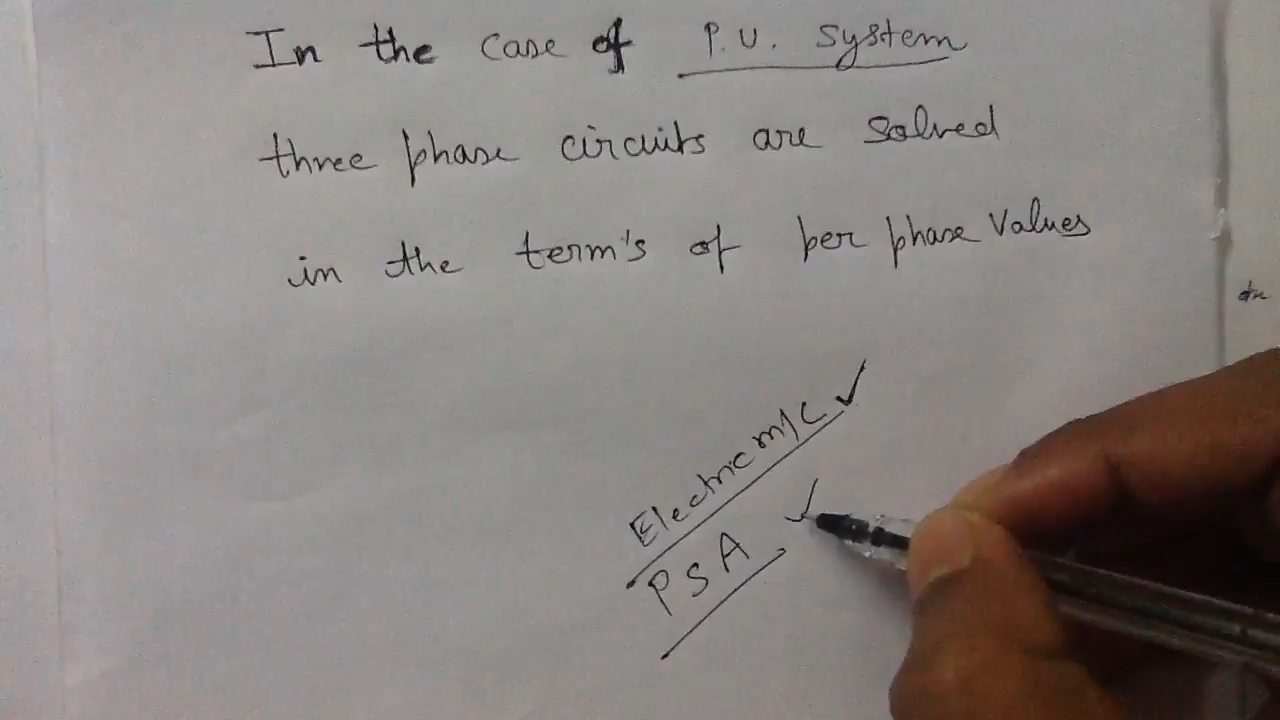 In the case of P.U. system
three phase circuits are solved
in the term's of per phase values
Electric m/c ✓
PSA ✓